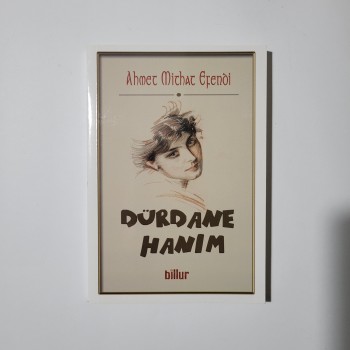 Ahmet Mithat Efendi
DÜRDANE
HANIM
billur